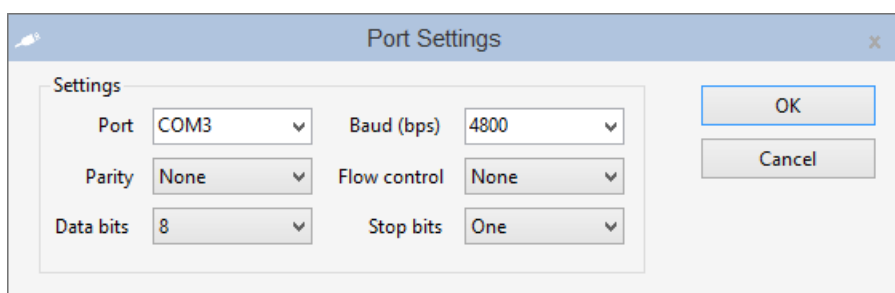 Port Settings
Settings
Port COM3 Baud (bps) 4800
OK
Parity None Flow control None
Cancel
Data bits 8 Stop bits One